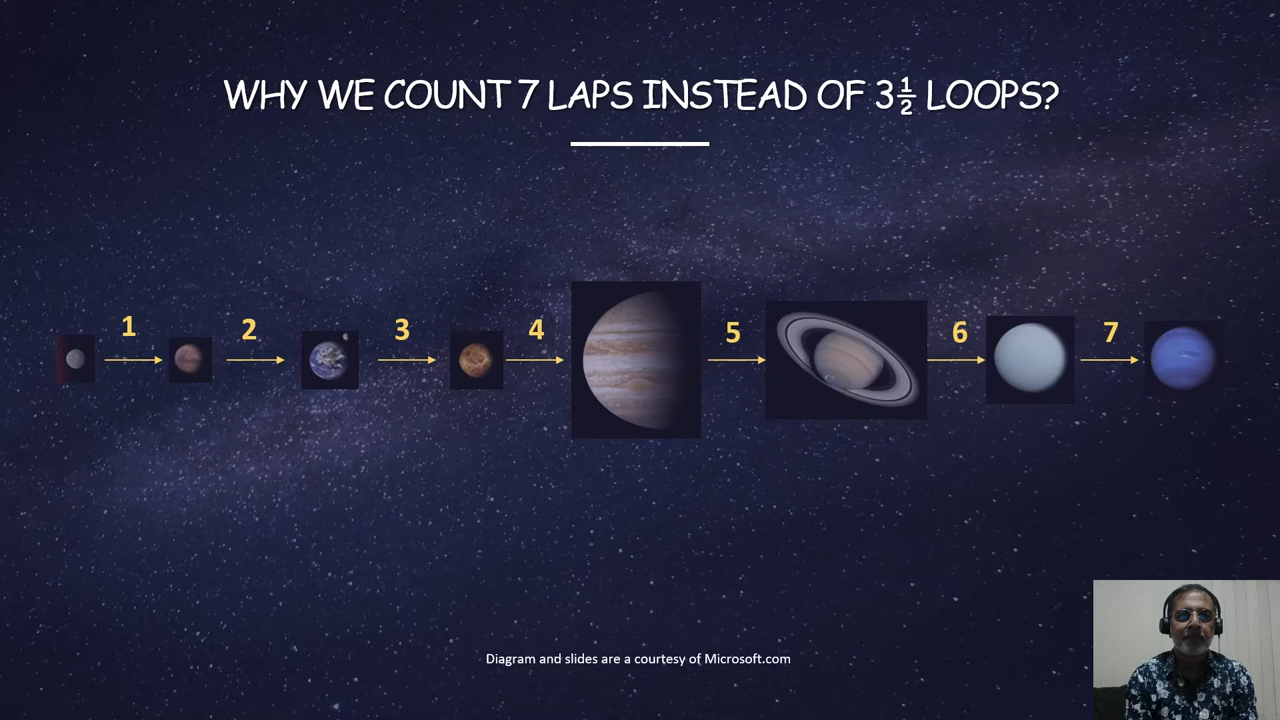 WHY WE COUNT 7 LAPS INSTEAD OF 3½ LOOPS?
1 2 3 4 5 6 7
Diagram and slides are a courtesy of Microsoft.com